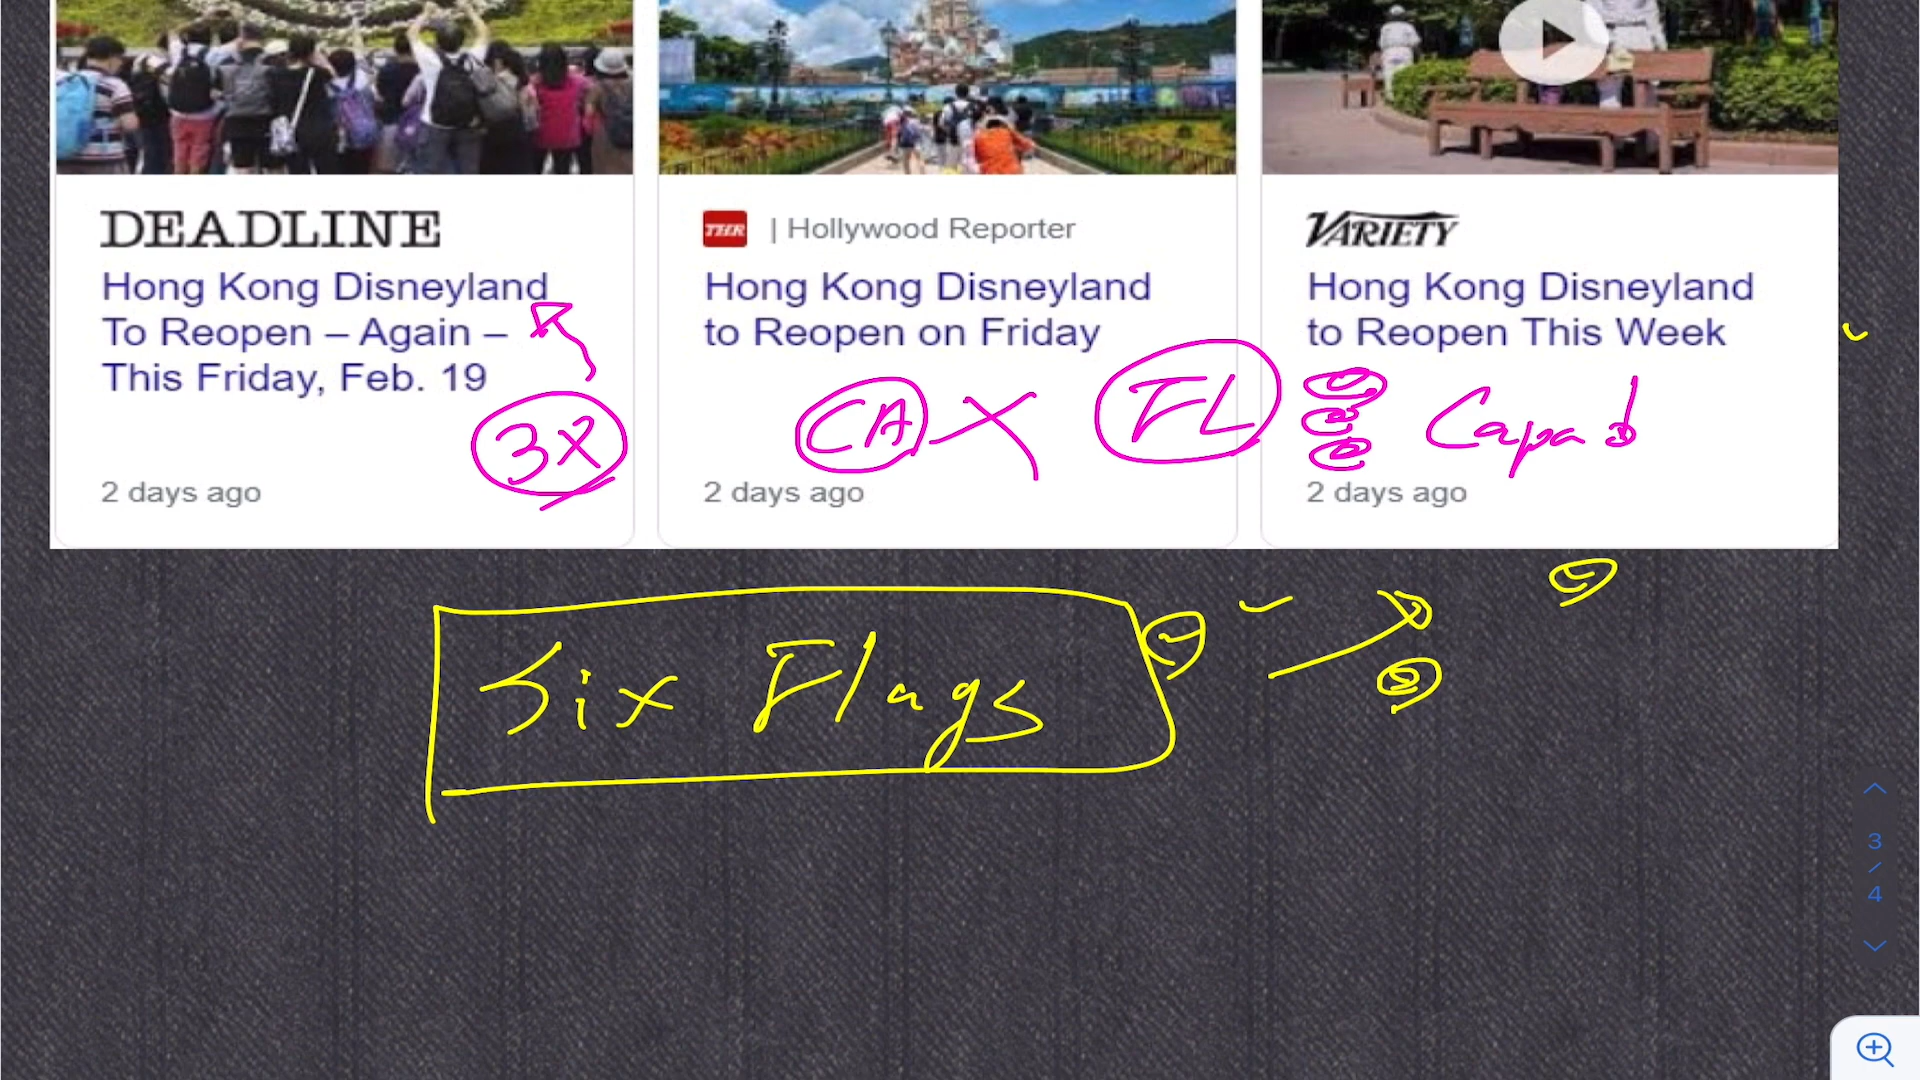 DEADLINE
Hong Kong Disneyland
To Reopen – Again –
This Friday, Feb. 19
3X
2 days ago
THR | Hollywood Reporter
Hong Kong Disneyland
to Reopen on Friday
CA X FL
2 days ago
VARIETY
Hong Kong Disneyland
to Reopen This Week
2 days ago
Six Flags
3
/
4